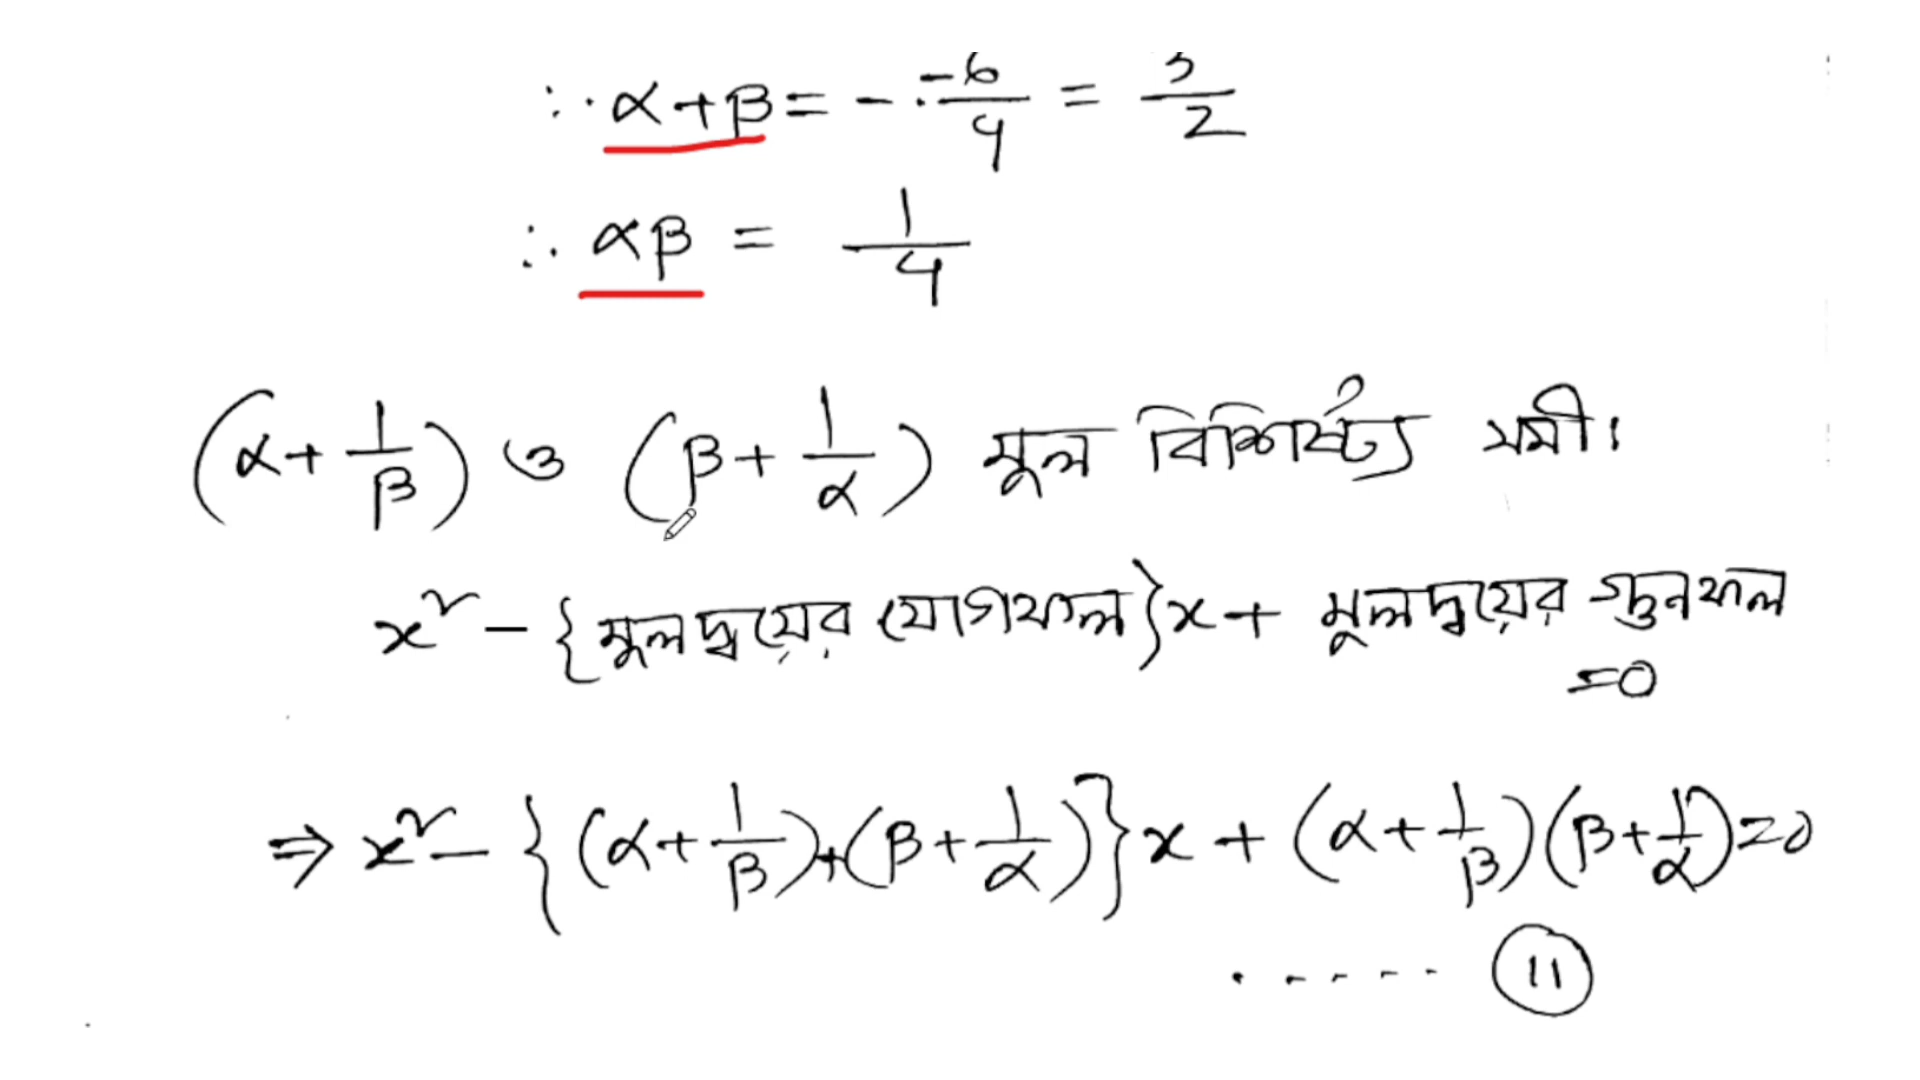 ∴ α+β = - -6/4 = 3/2
∴ αβ = 1/4
(α+1/β) ও (β+1/α) মূল বিশিষ্ট্য সমী।
x² - {মূলদ্বয়ের যোগফল}x + মূলদ্বয়ের গুনফল
=0
⇒ x² - {(α+1/β)+(β+1/α)}x + (α+1/β)(β+1/α)=0
. - - - - (11)